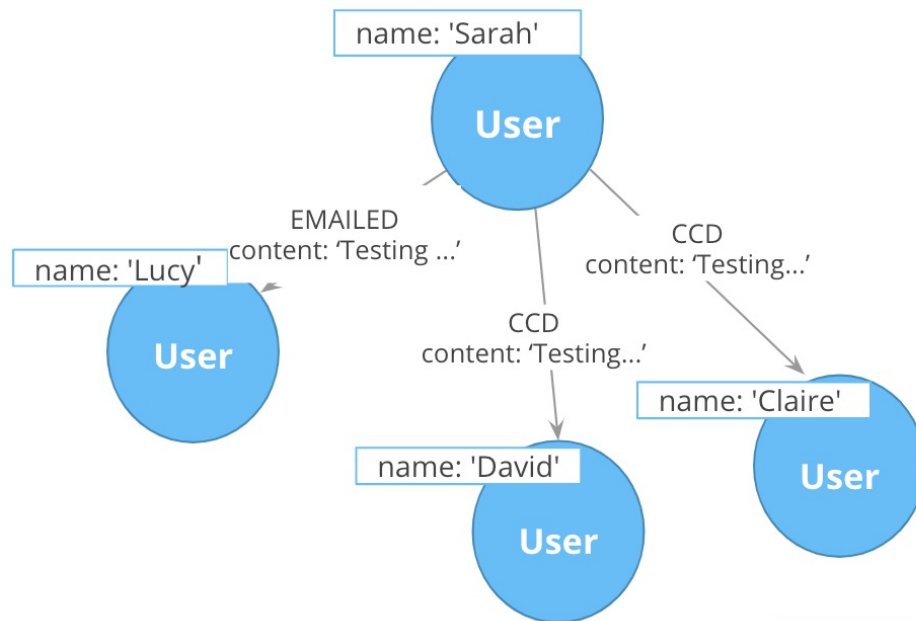 name: 'Sarah'
User
EMAILED
content: ‘Testing ...’
CCD
content: ‘Testing...’
name: 'Lucy'
User
CCD
content: ‘Testing...’
name: 'Claire'
User
name: 'David'
User